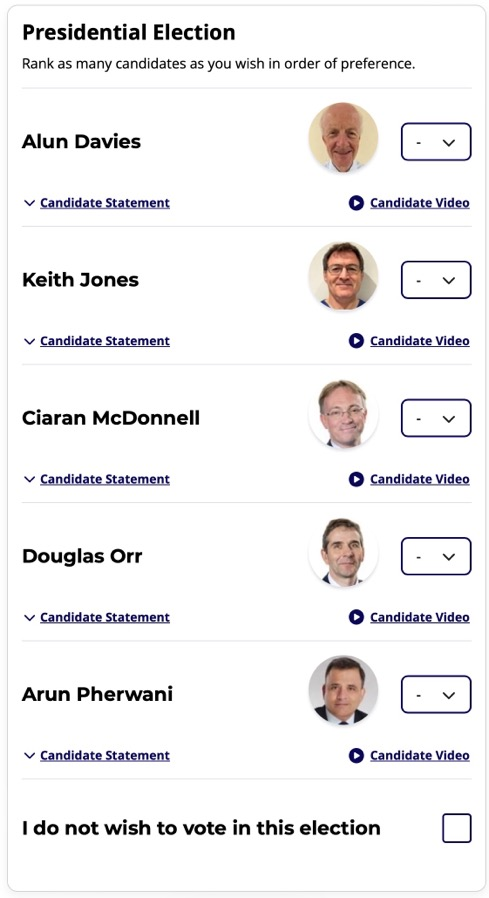 Presidential Election
Rank as many candidates as you wish in order of preference.
Alun Davies
-
Candidate Statement
Candidate Video
Keith Jones
-
Candidate Statement
Candidate Video
Ciaran McDonnell
-
Candidate Statement
Candidate Video
Douglas Orr
-
Candidate Statement
Candidate Video
Arun Pherwani
-
Candidate Statement
Candidate Video
I do not wish to vote in this election